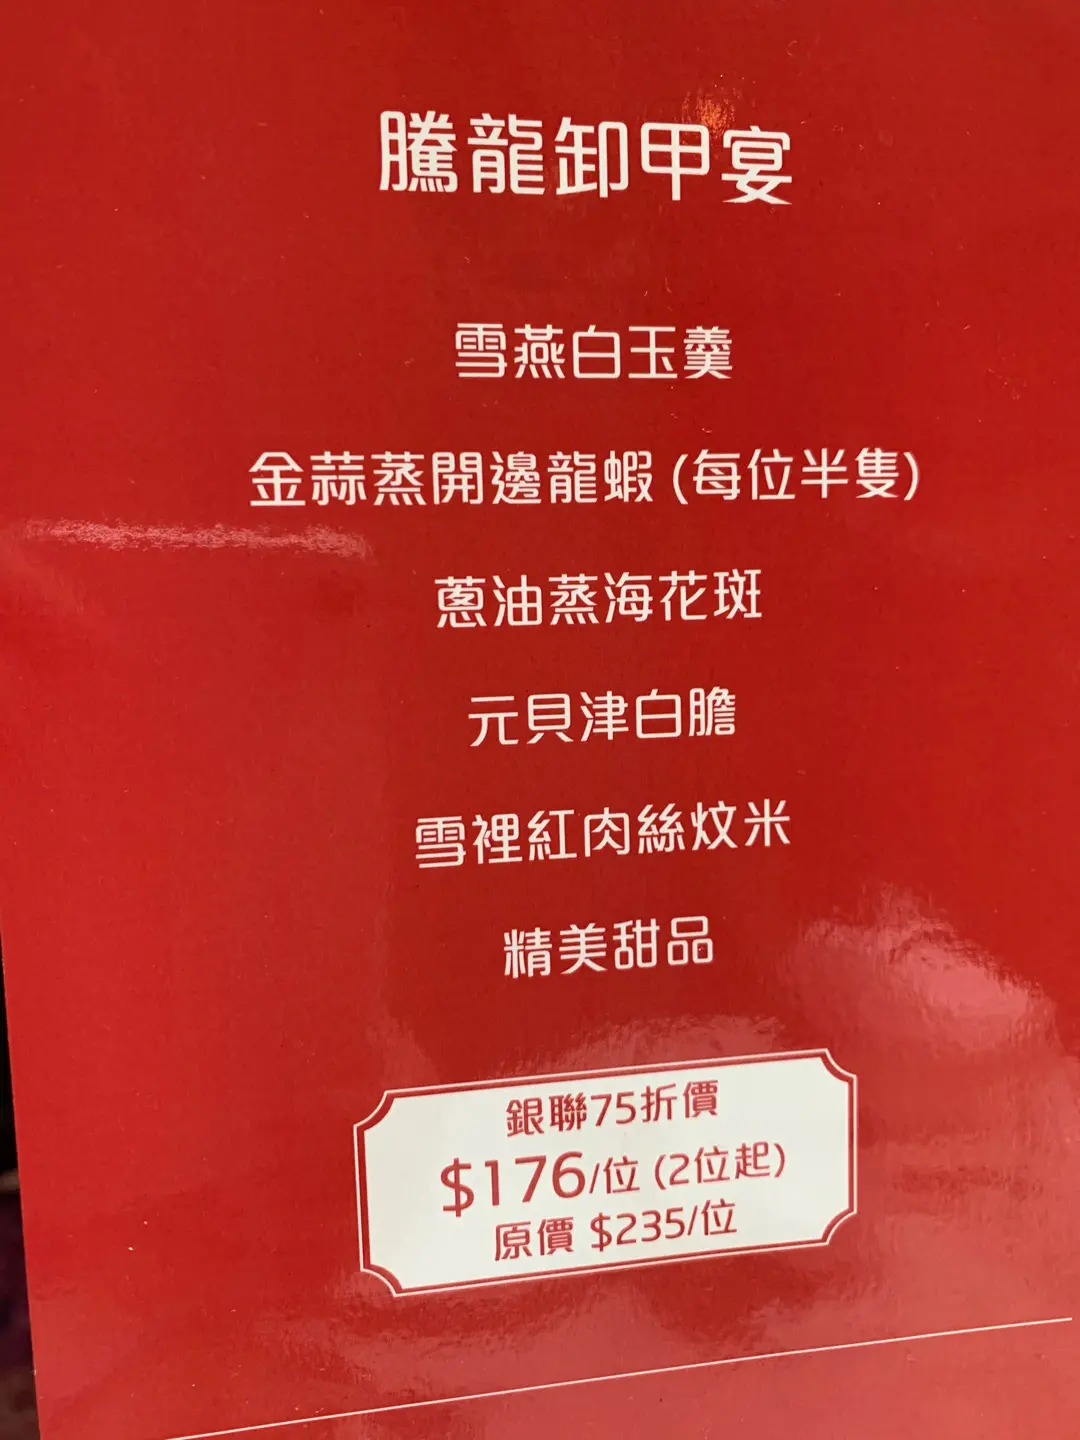 騰龍卸甲宴
雪燕白玉羹
金蒜蒸開邊龍蝦 (每位半隻)
蔥油蒸海花斑
元貝津白膽
雪裡紅肉絲炆米
精美甜品
銀聯75折價
$176/位 (2位起)
原價 $235/位